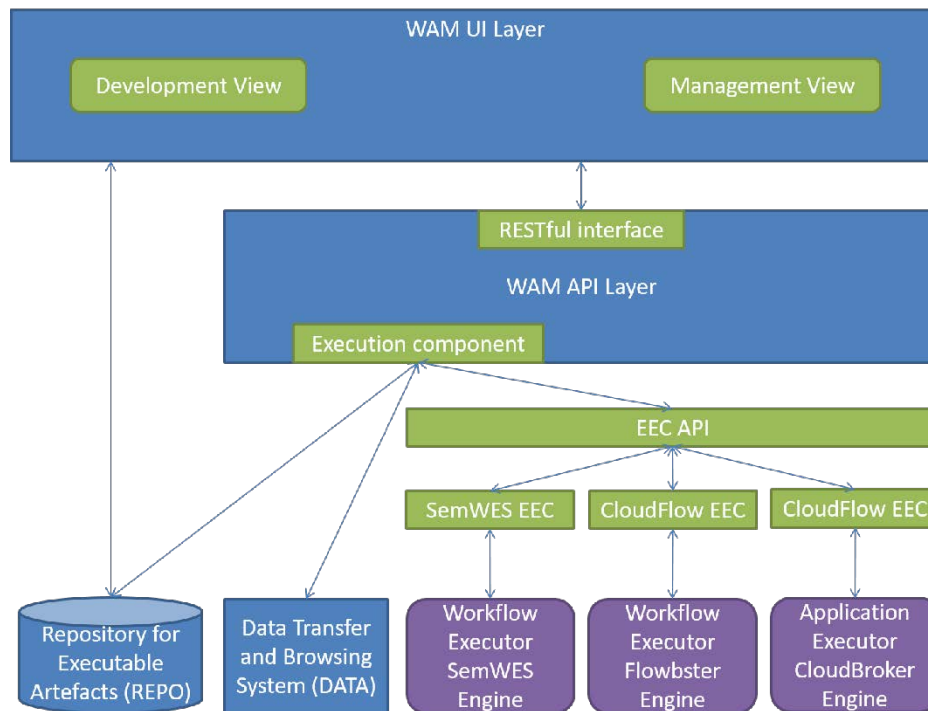 WAM UI Layer
Development View
Management View
RESTful interface
WAM API Layer
Execution component
EEC API
SemWES EEC
CloudFlow EEC
CloudFlow EEC
Repository for
Executable
Artefacts (REPO)
Data Transfer
and Browsing
System (DATA)
Workflow
Executor
SemWES
Engine
Workflow
Executor
Flowbster
Engine
Application
Executor
CloudBroker
Engine